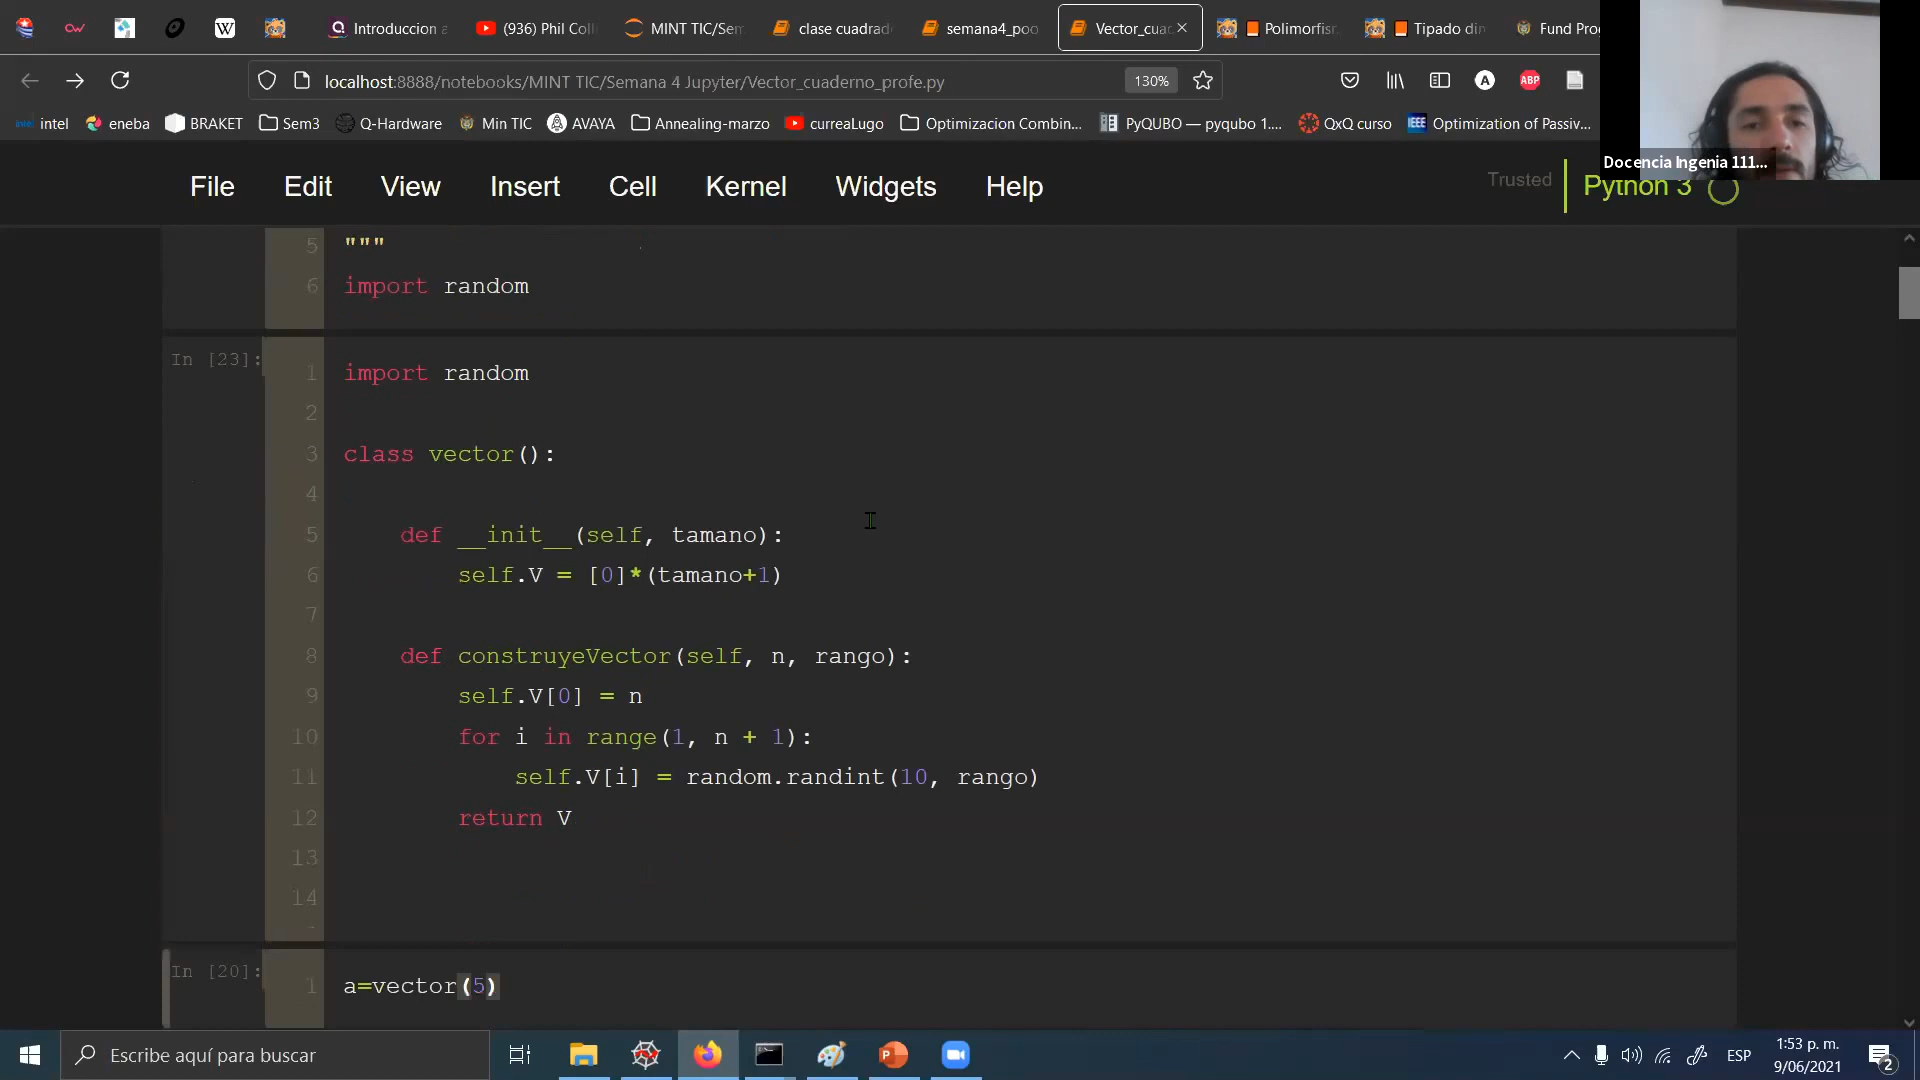 Introduccion a
(936) Phil Coll
MINT TIC/Sem
clase cuadrad
semana4_poo
Vector_cuad
Polimorfisr
Tipado din
Fund Pro
localhost:8888/notebooks/MINT TIC/Semana 4 Jupyter/Vector_cuaderno_profe.py
130%
ABP
intel
eneba
BRAKET
Sem3
Q-Hardware
Min TIC
AVAYA
Annealing-marzo
curreaLugo
Optimizacion Combin...
PyQUBO — pyqubo 1....
QxQ curso
IEEE
Optimization of Passiv...
Docencia Ingenia 111...
File Edit View Insert Cell Kernel Widgets Help
Trusted
Python 3
5 """
6 import random
In [23]:
1 import random
2
3 class vector():
4
5 def __init__(self, tamano):
6 self.V = [0]*(tamano+1)
7
8 def construyeVector(self, n, rango):
9 self.V[0] = n
10 for i in range(1, n + 1):
11 self.V[i] = random.randint(10, rango)
12 return V
13
14
In [20]:
1 a=vector(5)
Escribe aquí para buscar
ESP
1:53 p. m.
9/06/2021
2